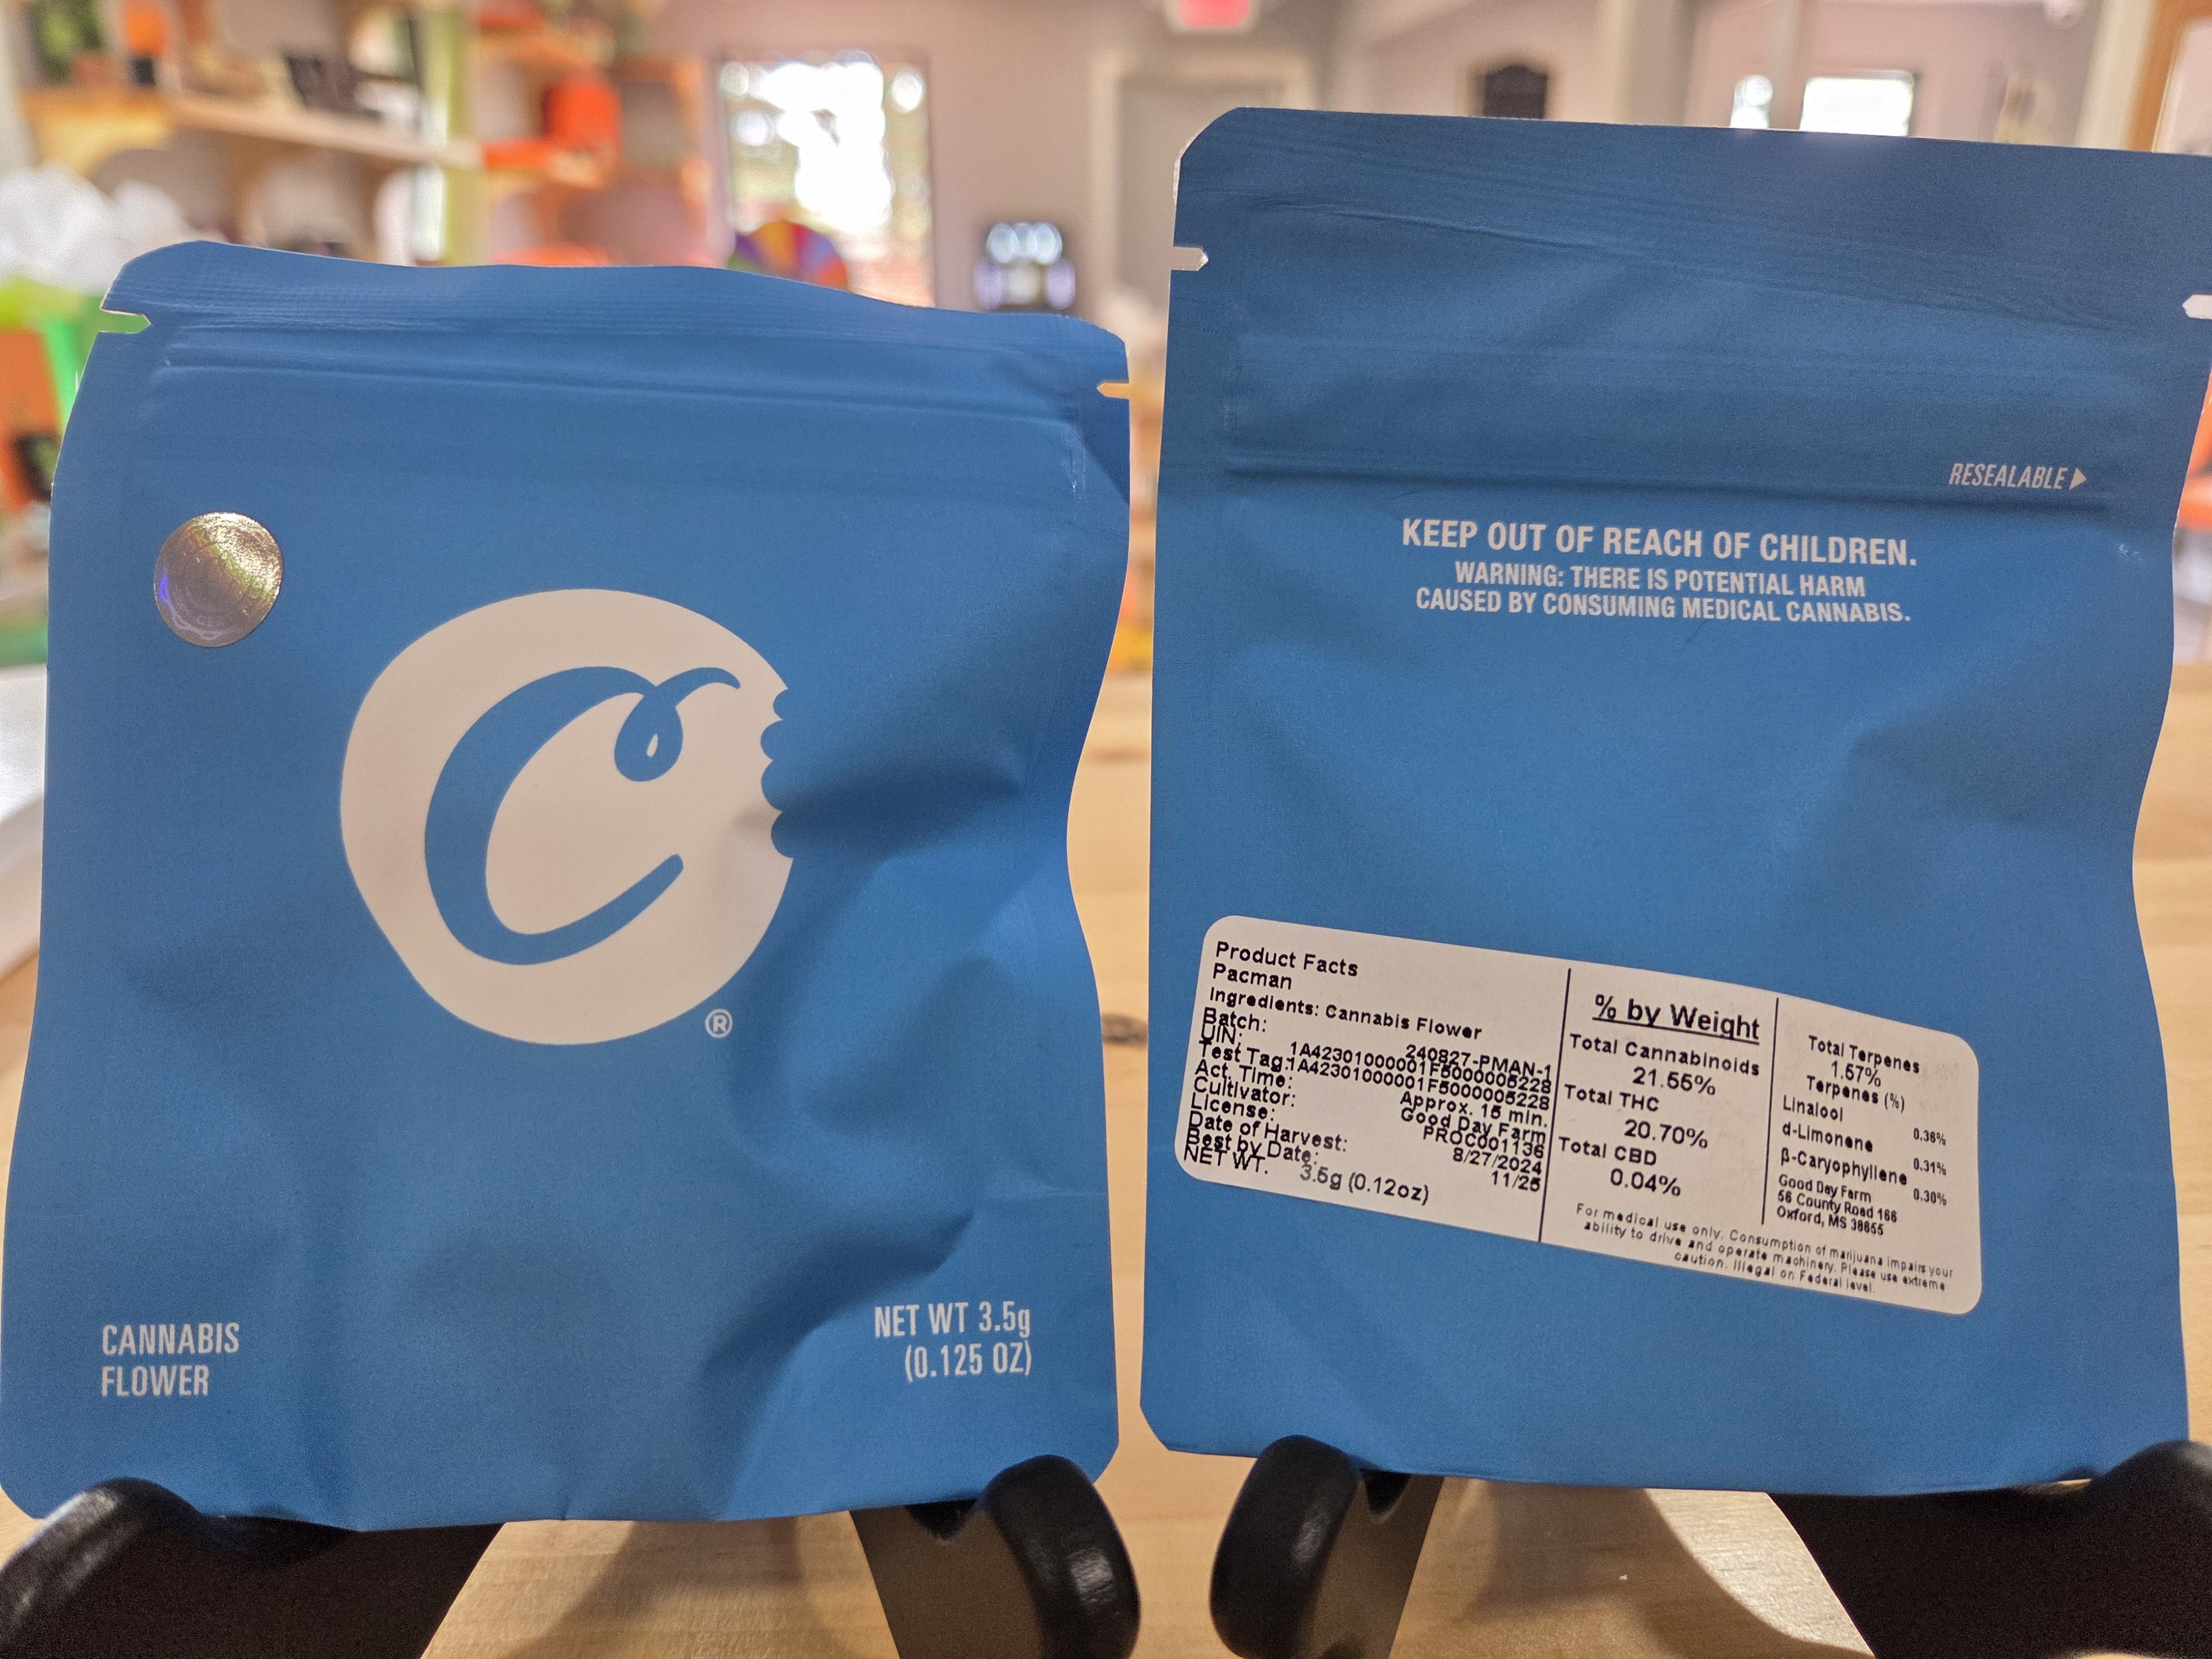 C
®
CANNABIS
FLOWER
NET WT 3.5g
(0.125 OZ)
RESEALABLE
KEEP OUT OF REACH OF CHILDREN.
WARNING: THERE IS POTENTIAL HARM
CAUSED BY CONSUMING MEDICAL CANNABIS.
Product Facts
Pacman
Ingredients: Cannabis Flower
Batch: 240827-PMAN-1
UIN: 1A42301000001F5000005228
Test Tag:1A42301000001F5000005228
Act. Time: Approx. 15 min.
Cultivator: Good Day Farm
License: PROC001136
Date of Harvest: 8/27/2024
Best by Date: 11/25
NET WT. 3.5g (0.12oz)
% by Weight
Total Cannabinoids
21.55%
Total THC
20.70%
Total CBD
0.04%
Total Terpenes
1.57%
Terpenes (%)
Linalool 0.36%
d-Limonene 0.31%
β-Caryophyllene 0.30%
Good Day Farm
56 County Road 166
Oxford, MS 38655
For medical use only. Consumption of marijuana impairs your
ability to drive and operate machinery. Please use extreme
caution. Illegal on Federal level.